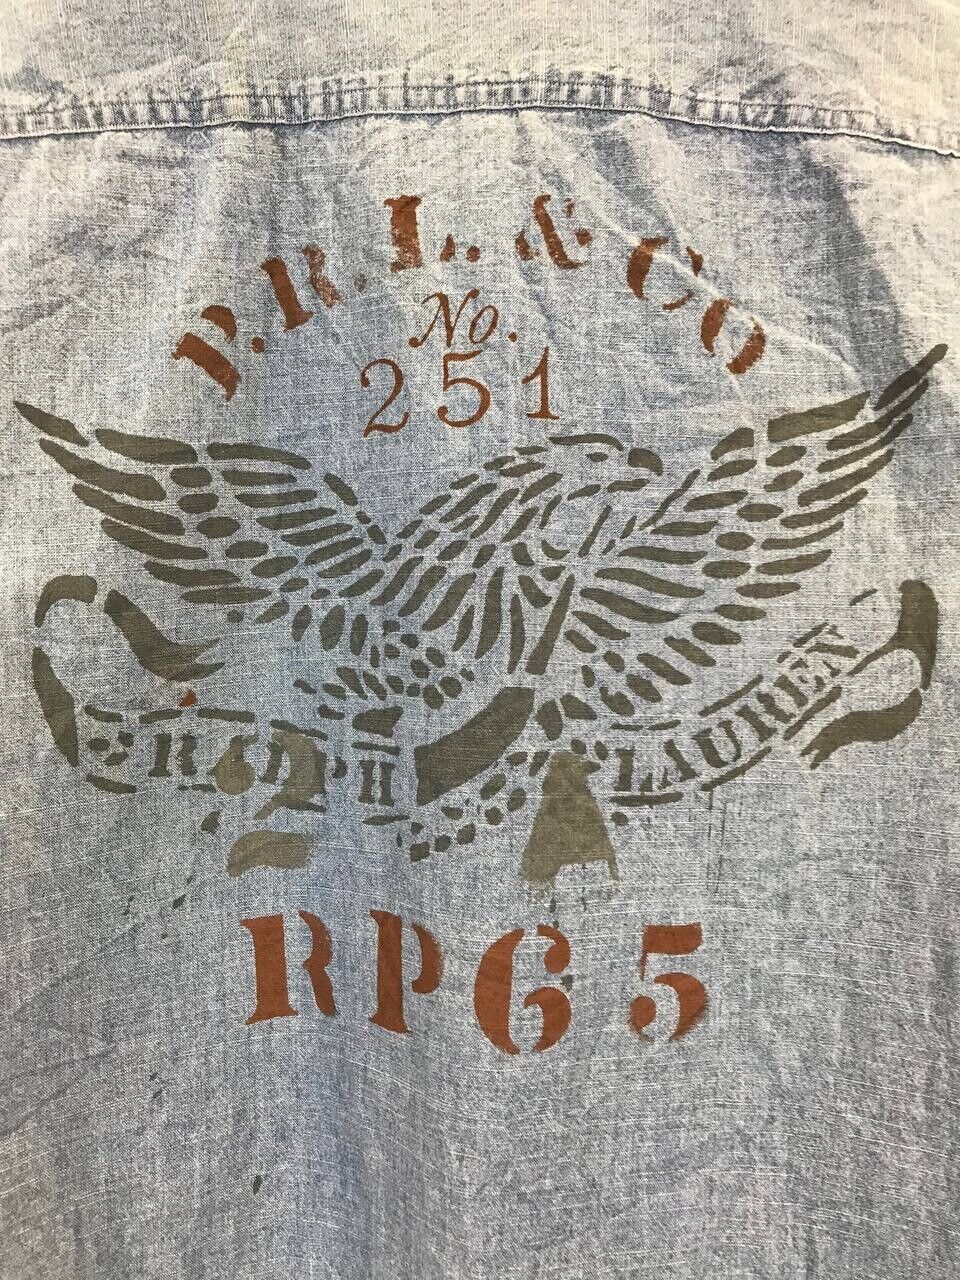 P.R.L. & CO
No.
251
RALPH LAUREN
RP65